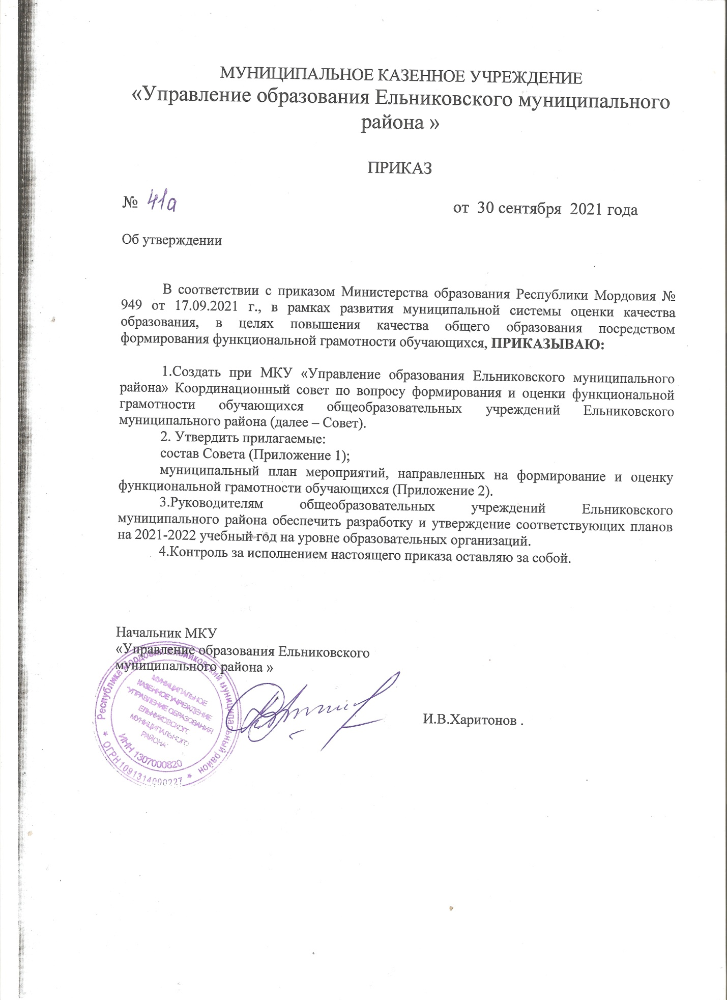 МУНИЦИПАЛЬНОЕ КАЗЕННОЕ УЧРЕЖДЕНИЕ
«Управление образования Ельниковского муниципального
района »
ПРИКАЗ
№ 41а от 30 сентября 2021 года
Об утверждении
В соответствии с приказом Министерства образования Республики Мордовия №
949 от 17.09.2021 г., в рамках развития муниципальной системы оценки качества
образования, в целях повышения качества общего образования посредством
формирования функциональной грамотности обучающихся, ПРИКАЗЫВАЮ:
1.Создать при МКУ «Управление образования Ельниковского муниципального
района» Координационный совет по вопросу формирования и оценки функциональной
грамотности обучающихся общеобразовательных учреждений Ельниковского
муниципального района (далее – Совет).
2. Утвердить прилагаемые:
состав Совета (Приложение 1);
муниципальный план мероприятий, направленных на формирование и оценку
функциональной грамотности обучающихся (Приложение 2).
3.Руководителям общеобразовательных учреждений Ельниковского
муниципального района обеспечить разработку и утверждение соответствующих планов
на 2021-2022 учебный год на уровне образовательных организаций.
4.Контроль за исполнением настоящего приказа оставляю за собой.
Начальник МКУ
«Управление образования Ельниковского
муниципального района »
И.В.Харитонов .
Республика Мордовия Ельниковский муниципальный район
МУНИЦИПАЛЬНОЕ
КАЗЕННОЕ УЧРЕЖДЕНИЕ
"УПРАВЛЕНИЕ ОБРАЗОВАНИЯ
ЕЛЬНИКОВСКОГО
МУНИЦИПАЛЬНОГО
РАЙОНА"
ИНН 1307000820
* ОГРН 1091314000227 *